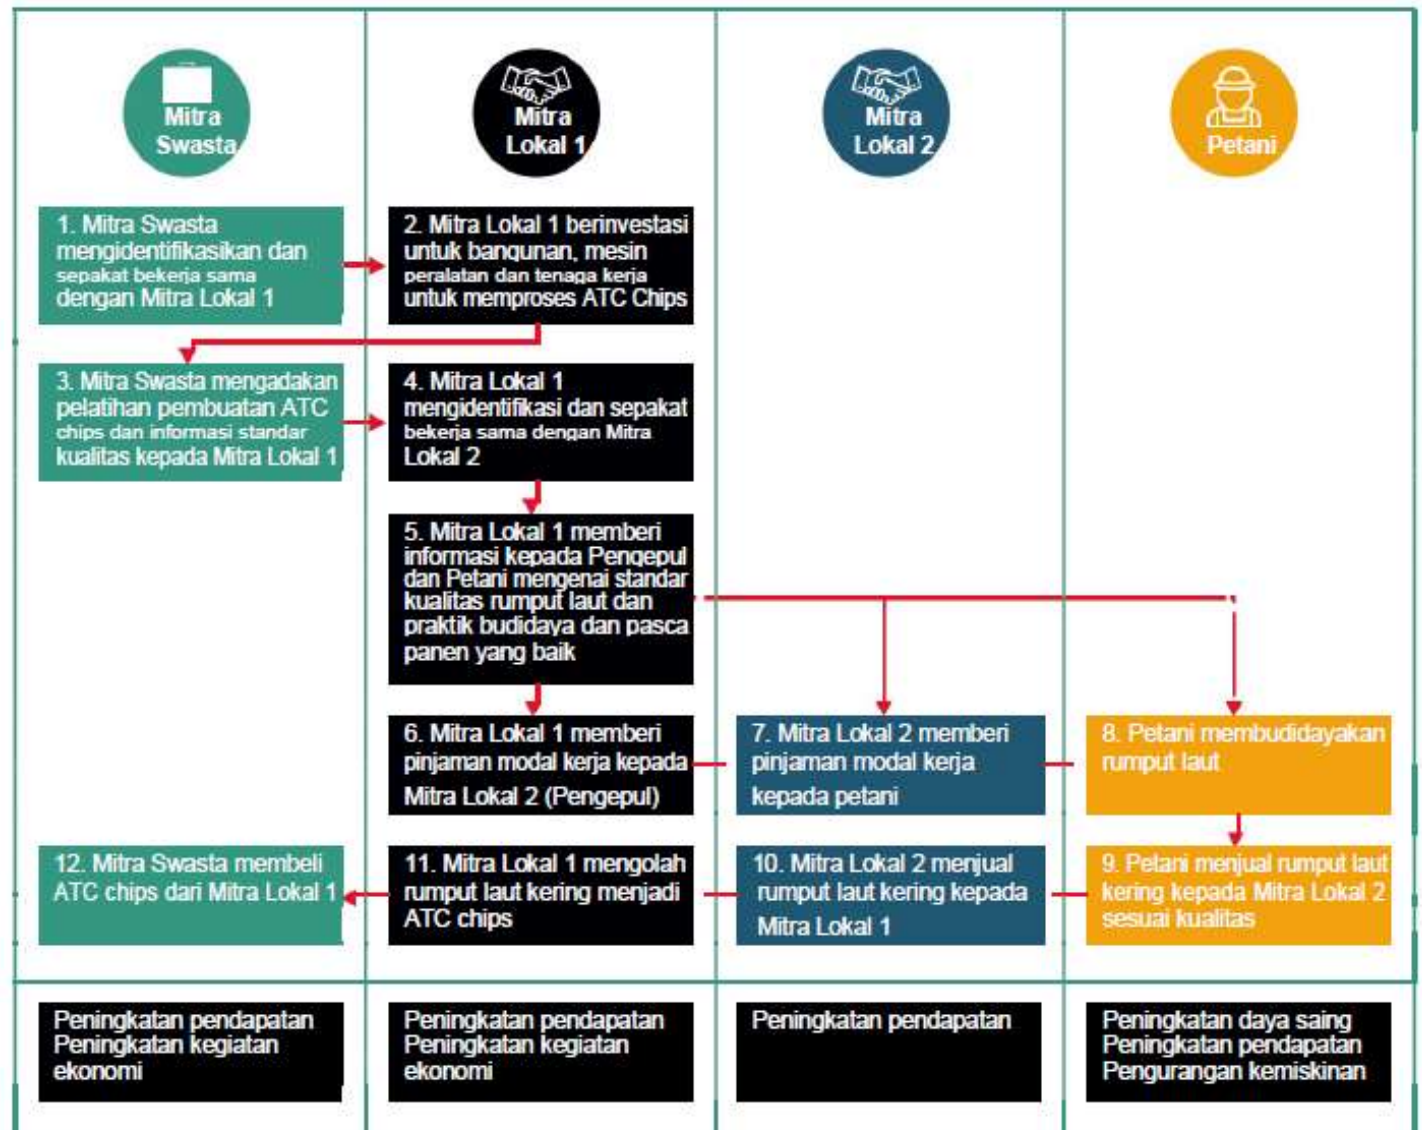 Mitra
Swasta
Mitra
Lokal 1
Mitra
Lokal 2
Petani
1. Mitra Swasta
mengidentifikasikan dan
sepakat bekerja sama
dengan Mitra Lokal 1
2. Mitra Lokal 1 berinvestasi
untuk bangunan, mesin
peralatan dan tenaga kerja
untuk memproses ATC Chips
3. Mitra Swasta mengadakan
pelatihan pembuatan ATC
chips dan informasi standar
kualitas kepada Mitra Lokal 1
4. Mitra Lokal 1
mengidentifikasi dan sepakat
bekerja sama dengan Mitra
Lokal 2
5. Mitra Lokal 1 memberi
informasi kepada Pengepul
dan Petani mengenai standar
kualitas rumput laut dan
praktik budidaya dan pasca
panen yang baik
6. Mitra Lokal 1 memberi
pinjaman modal kerja kepada
Mitra Lokal 2 (Pengepul)
7. Mitra Lokal 2 memberi
pinjaman modal kerja
kepada petani
8. Petani membudidayakan
rumput laut
12. Mitra Swasta membeli
ATC chips dari Mitra Lokal 1
11. Mitra Lokal 1 mengolah
rumput laut kering menjadi
ATC chips
10. Mitra Lokal 2 menjual
rumput laut kering kepada
Mitra Lokal 1
9. Petani menjual rumput laut
kering kepada Mitra Lokal 2
sesuai kualitas
Peningkatan pendapatan
Peningkatan kegiatan
ekonomi
Peningkatan pendapatan
Peningkatan kegiatan
ekonomi
Peningkatan pendapatan
Peningkatan daya saing
Peningkatan pendapatan
Pengurangan kemiskinan